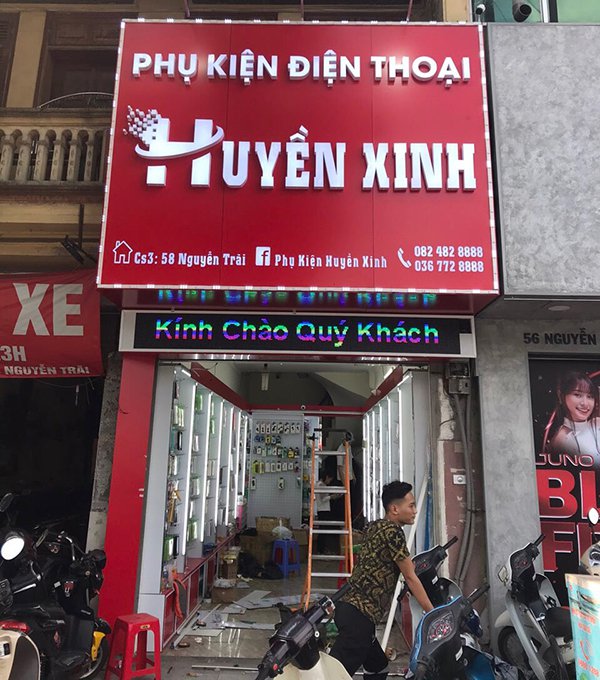 PHỤ KIỆN ĐIỆN THOẠI
HUYỀN XINH
Cs3: 58 Nguyễn Trãi
Phụ Kiện Huyền Xinh
082 482 8888
036 772 8888
Kính Chào Quý Khách
XE
3H
NGUYỄN TRÃI
56 NGUYỄN
JUNO